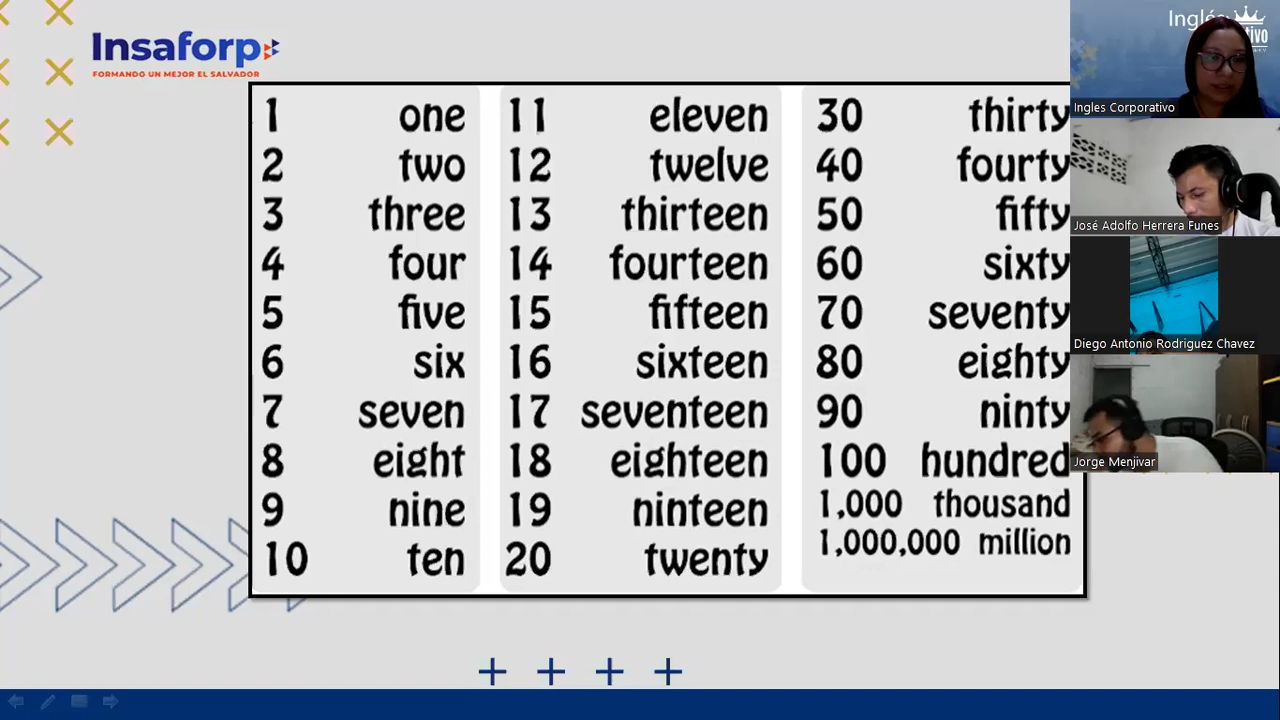 Insaforp
FORMANDO UN MEJOR EL SALVADOR
1 one
2 two
3 three
4 four
5 five
6 six
7 seven
8 eight
9 nine
10 ten
11 eleven
12 twelve
13 thirteen
14 fourteen
15 fifteen
16 sixteen
17 seventeen
18 eighteen
19 ninteen
20 twenty
30 thirty
40 fourty
50 fifty
60 sixty
70 seventy
80 eighty
90 ninty
100 hundred
1,000 thousand
1,000,000 million
Ingles Corporativo
José Adolfo Herrera Funes
Diego Antonio Rodriguez Chavez
Jorge Menjivar